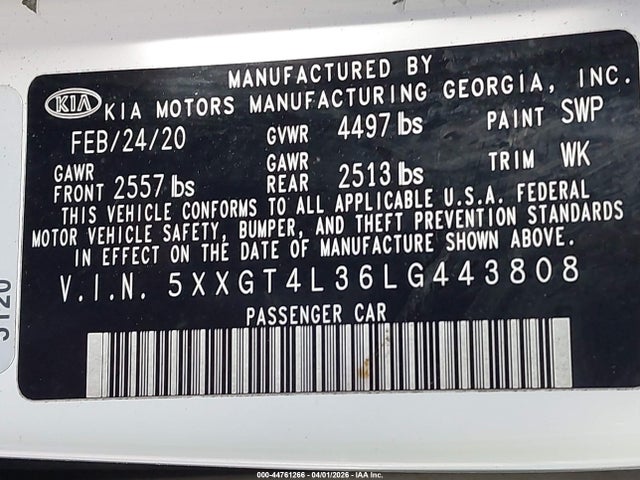 MANUFACTURED BY
KIA KIA MOTORS MANUFACTURING GEORGIA, INC.
FEB/24/20 GVWR 4497 lbs PAINT SWP
GAWR FRONT 2557 lbs GAWR REAR 2513 lbs TRIM WK
THIS VEHICLE CONFORMS TO ALL APPLICABLE U.S.A. FEDERAL
MOTOR VEHICLE SAFETY, BUMPER, AND THEFT PREVENTION STANDARDS
IN EFFECT ON THE DATE OF MANUFACTURE SHOWN ABOVE.
V.I.N. 5XXGT4L36LG443808
PASSENGER CAR
000-44761266 - 04/01/2026 - IAA Inc.